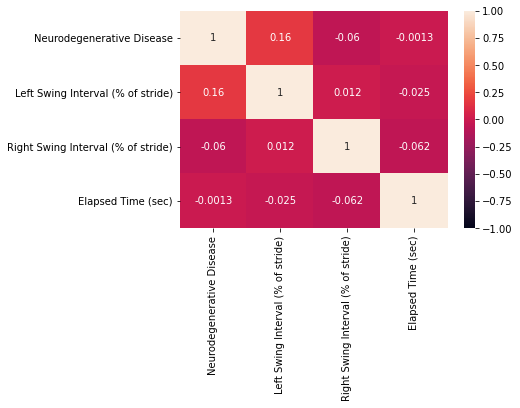 Neurodegenerative Disease 1 0.16 -0.06 -0.0013
Left Swing Interval (% of stride) 0.16 1 0.012 -0.025
Right Swing Interval (% of stride) -0.06 0.012 1 -0.062
Elapsed Time (sec) -0.0013 -0.025 -0.062 1
Neurodegenerative Disease
Left Swing Interval (% of stride)
Right Swing Interval (% of stride)
Elapsed Time (sec)
1.00
0.75
0.50
0.25
0.00
−0.25
−0.50
−0.75
−1.00